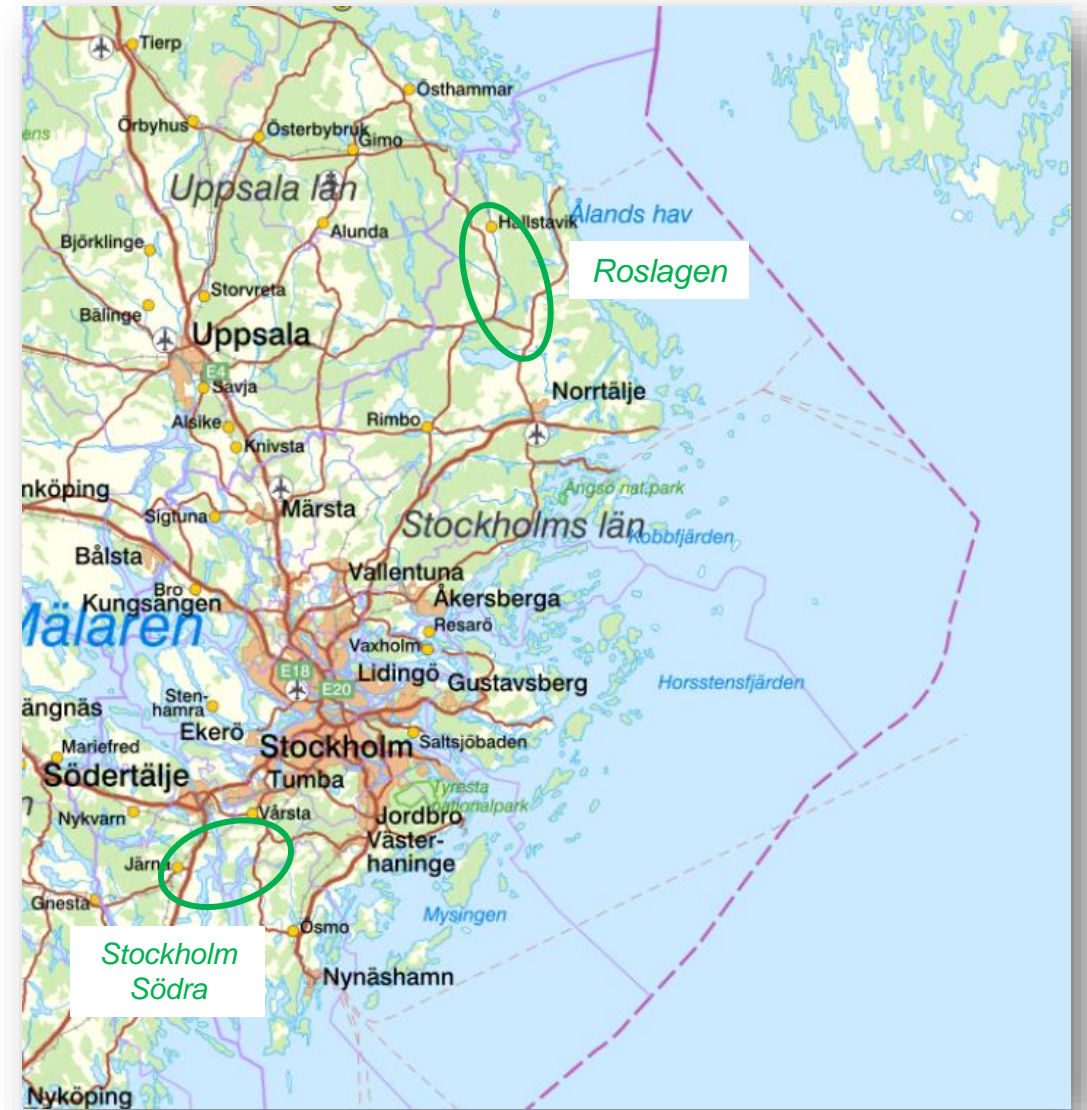 Tierp
Östhammar
Örbyhus
Österbybruk
Gimo
ens
Uppsala län
Hallstavik
Ålands hav
Alunda
Björklinge
Roslagen
Storvreta
Bälinge
Uppsala
E4
Sävja
Norrtälje
Alsike
Rimbo
Knivsta
nköping
Ängsö nat.park
Sigtuna
Märsta
Stockholms län
Kobbfjärden
Bålsta
Vallentuna
Bro
Kungsängen
Åkersberga
Mälaren
Resarö
Vaxholm
E18
Lidingö
Gustavsberg
Horsstensfjärden
E20
Sten-
hamra
ängnäs
Ekerö
Stockholm
Saltsjöbaden
Mariefred
Södertälje
Tumba
Tyresta
nationalpark
n
Nykvarn
Vårsta
Jordbro
Väster-
haninge
Järna
Gnesta
Mysingen
Ösmo
Stockholm
Södra
Nynäshamn
Nyköping